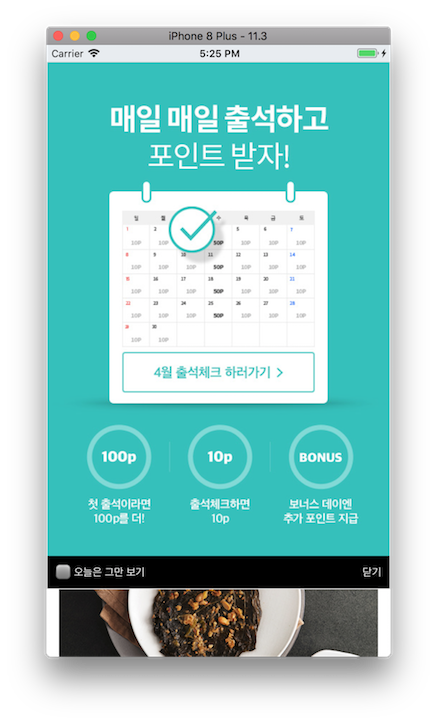 iPhone 8 Plus - 11.3
Carrier 5:25 PM
매일 매일 출석하고
포인트 받자!
일 월 수 목 금 토
1 2 5 6 7
10P 10P 50P 10P 10P 10P
8 9 10 11 12 13 14
10P 10P 10P 50P 10P 10P 10P
15 16 17 18 19 20 21
10P 10P 10P 50P 10P 10P 10P
22 23 24 25 26 27 28
10P 10P 10P 50P 10P 10P 10P
29 30
10P 10P
4월 출석체크 하러가기 >
100p 10p BONUS
첫 출석이라면 출석체크하면 보너스 데이엔
100p를 더! 10p 추가 포인트 지급
오늘은 그만 보기 닫기